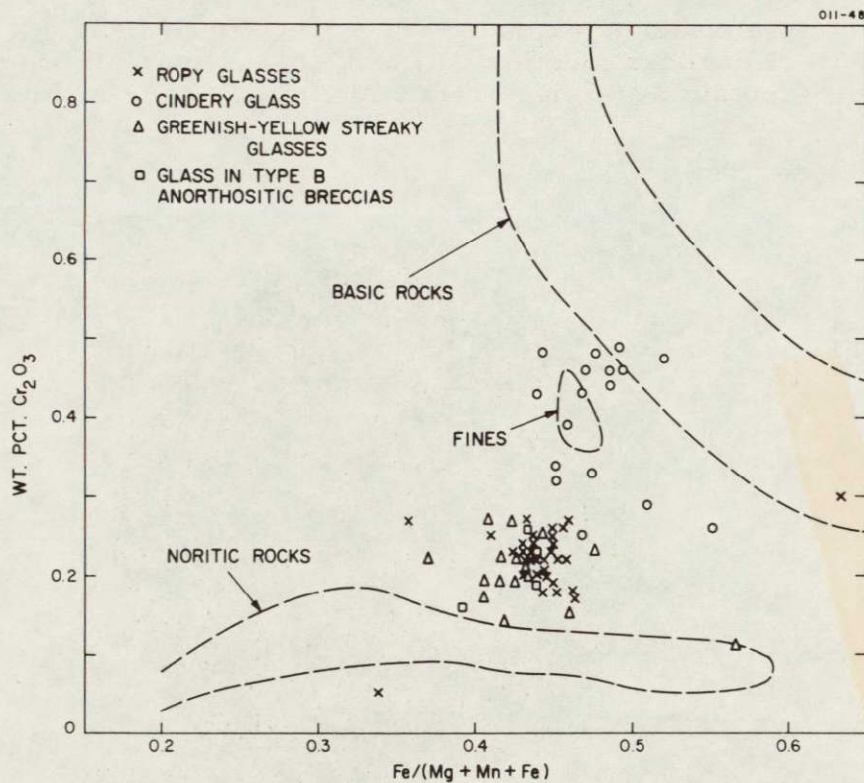 011-48
× ROPY GLASSES
○ CINDERY GLASS
△ GREENISH-YELLOW STREAKY
GLASSES
□ GLASS IN TYPE B
ANORTHOSITIC BRECCIAS
BASIC ROCKS
FINES
NORITIC ROCKS
WT. PCT. Cr₂O₃
0.8
0.6
0.4
0.2
0
0.2
0.3
0.4
0.5
0.6
Fe/(Mg + Mn + Fe)